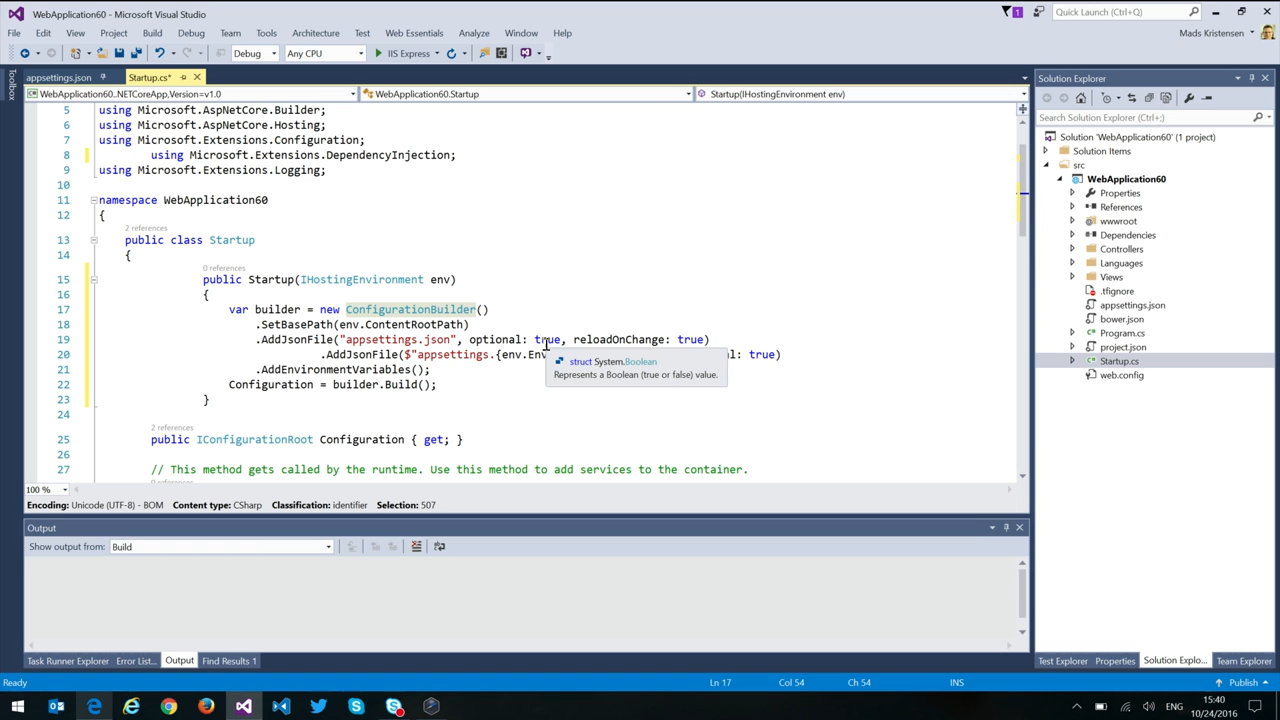 WebApplication60 - Microsoft Visual Studio
1
Quick Launch (Ctrl+Q)
File Edit View Project Build Debug Team Tools Architecture Test Web Essentials Analyze Window Help
Mads Kristensen
Debug Any CPU IIS Express
Toolbox
appsettings.json Startup.cs*
WebApplication60..NETCoreApp,Version=v1.0 WebApplication60.Startup Startup(IHostingEnvironment env)
5 using Microsoft.AspNetCore.Builder;
6 using Microsoft.AspNetCore.Hosting;
7 using Microsoft.Extensions.Configuration;
8 using Microsoft.Extensions.DependencyInjection;
9 using Microsoft.Extensions.Logging;
10
11 namespace WebApplication60
12 {
2 references
13 public class Startup
14 {
0 references
15 public Startup(IHostingEnvironment env)
16 {
17 var builder = new ConfigurationBuilder()
18 .SetBasePath(env.ContentRootPath)
19 .AddJsonFile("appsettings.json", optional: true, reloadOnChange: true)
20 .AddJsonFile($"appsettings.{env.Env l: true)
struct System.Boolean
Represents a Boolean (true or false) value.
21 .AddEnvironmentVariables();
22 Configuration = builder.Build();
23 }
24
2 references
25 public IConfigurationRoot Configuration { get; }
26
27 // This method gets called by the runtime. Use this method to add services to the container.
100 %
Encoding: Unicode (UTF-8) - BOM Content type: CSharp Classification: identifier Selection: 507
Output
Show output from: Build
Task Runner Explorer Error List... Output Find Results 1
Solution Explorer
Search Solution Explorer (Ctrl+;)
Solution 'WebApplication60' (1 project)
Solution Items
src
WebApplication60
Properties
References
wwwroot
Dependencies
Controllers
Languages
Views
.tfignore
appsettings.json
bower.json
Program.cs
project.json
Startup.cs
web.config
Test Explorer Properties Solution Explo... Team Explorer
Ready Ln 17 Col 54 Ch 54 INS Publish
ENG
15:40
10/24/2016